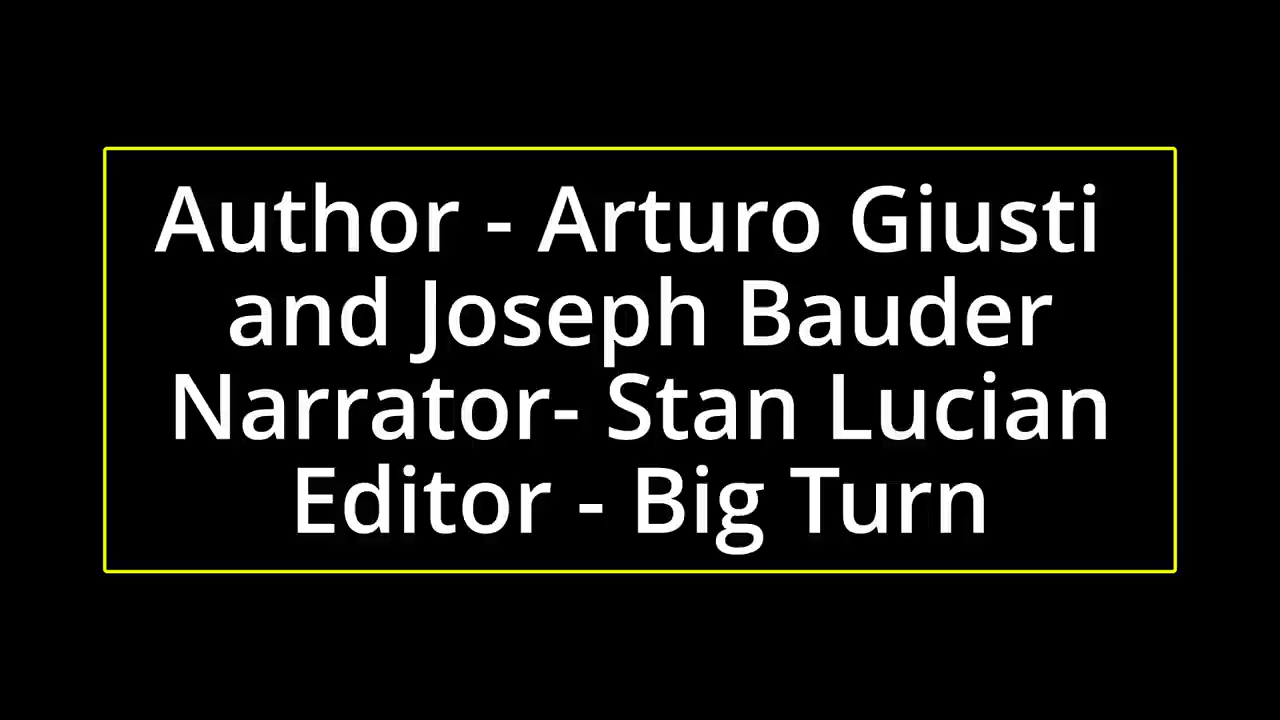 Author - Arturo Giusti
and Joseph Bauder
Narrator- Stan Lucian
Editor - Big Turn